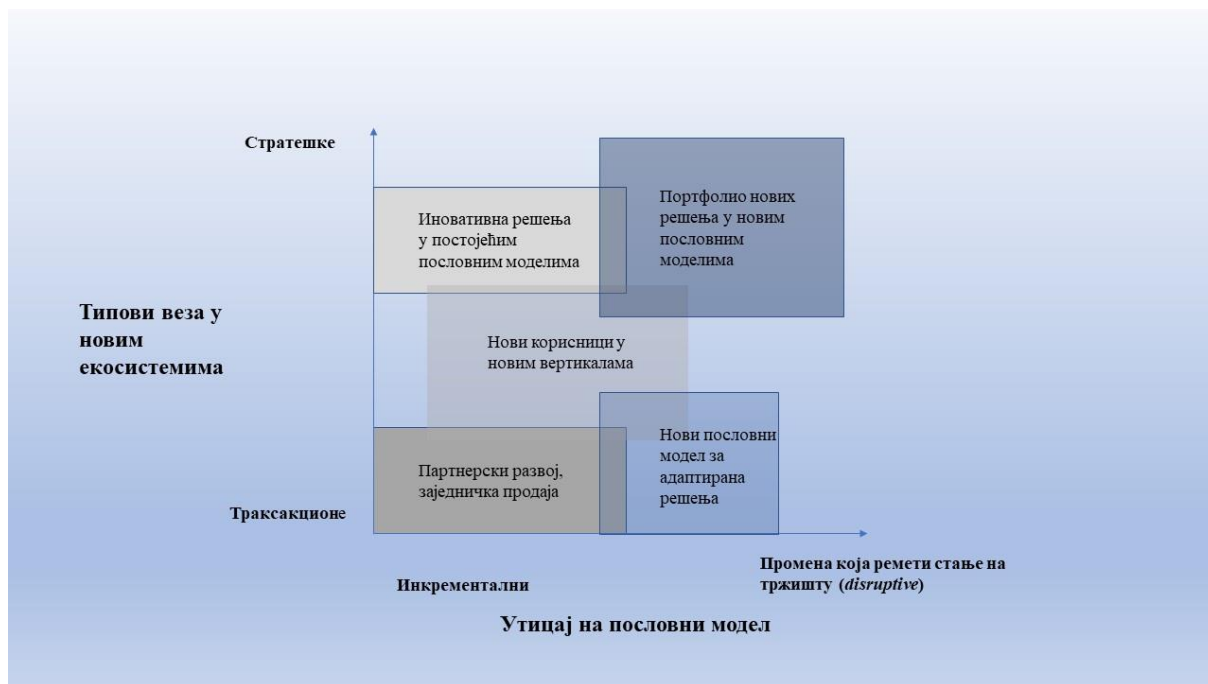 Стратешке
Иновативна решења
у постојећим
пословним моделима
Портфолио нових
решења у новим
пословним
моделима
Типови веза у
новим
екосистемима
Нови корисници у
новим вертикалама
Партнерски развој,
заједничка продаја
Нови пословни
модел за
адаптирана
решења
Траксакционе
Инкрементални
Промена која ремети стање на
тржишту (disruptive)
Утицај на пословни модел